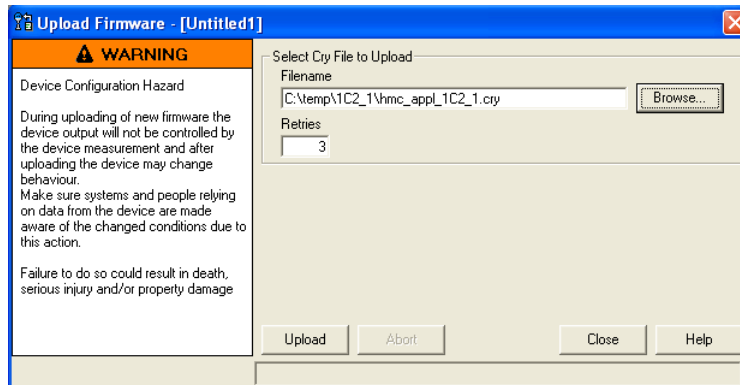 Upload Firmware - [Untitled1]
WARNING
Device Configuration Hazard
During uploading of new firmware the
device output will not be controlled by
the device measurement and after
uploading the device may change
behaviour.
Make sure systems and people relying
on data from the device are made
aware of the changed conditions due to
this action.
Failure to do so could result in death,
serious injury and/or property damage
Select Cry File to Upload
Filename
C:\temp\1C2_1\hmc_appl_1C2_1.cry
Browse...
Retries
3
Upload
Abort
Close
Help